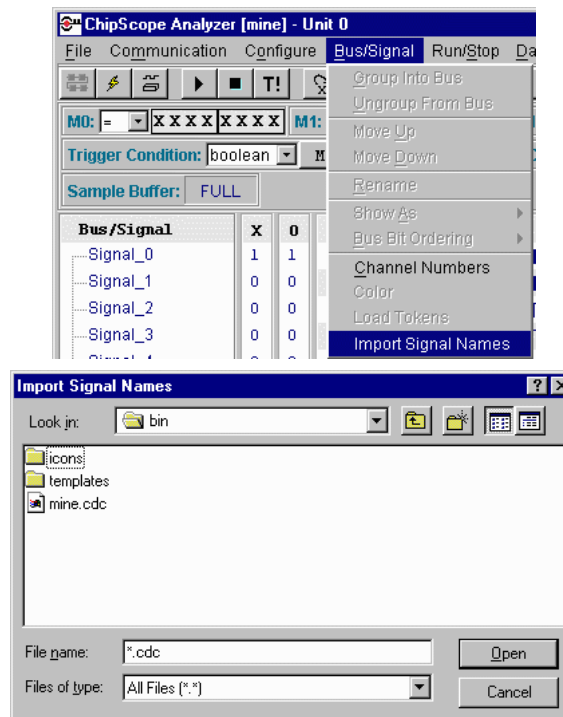 ChipScope Analyzer [mine] - Unit 0
File Communication Configure Bus/Signal Run/Stop Da
T!
M0: = X X X X X X X X M1:
Trigger Condition: boolean M
Sample Buffer: FULL
Bus/Signal X O
Signal_0 1 1
Signal_1 0 0
Signal_2 0 0
Signal_3 0 0
Group Into Bus
Ungroup From Bus
Move Up
Move Down
Rename
Show As
Bus Bit Ordering
Channel Numbers
Color
Load Tokens
Import Signal Names
Import Signal Names
Look in: bin
icons
templates
mine.cdc
File name: *.cdc
Open
Files of type: All Files (*.*)
Cancel